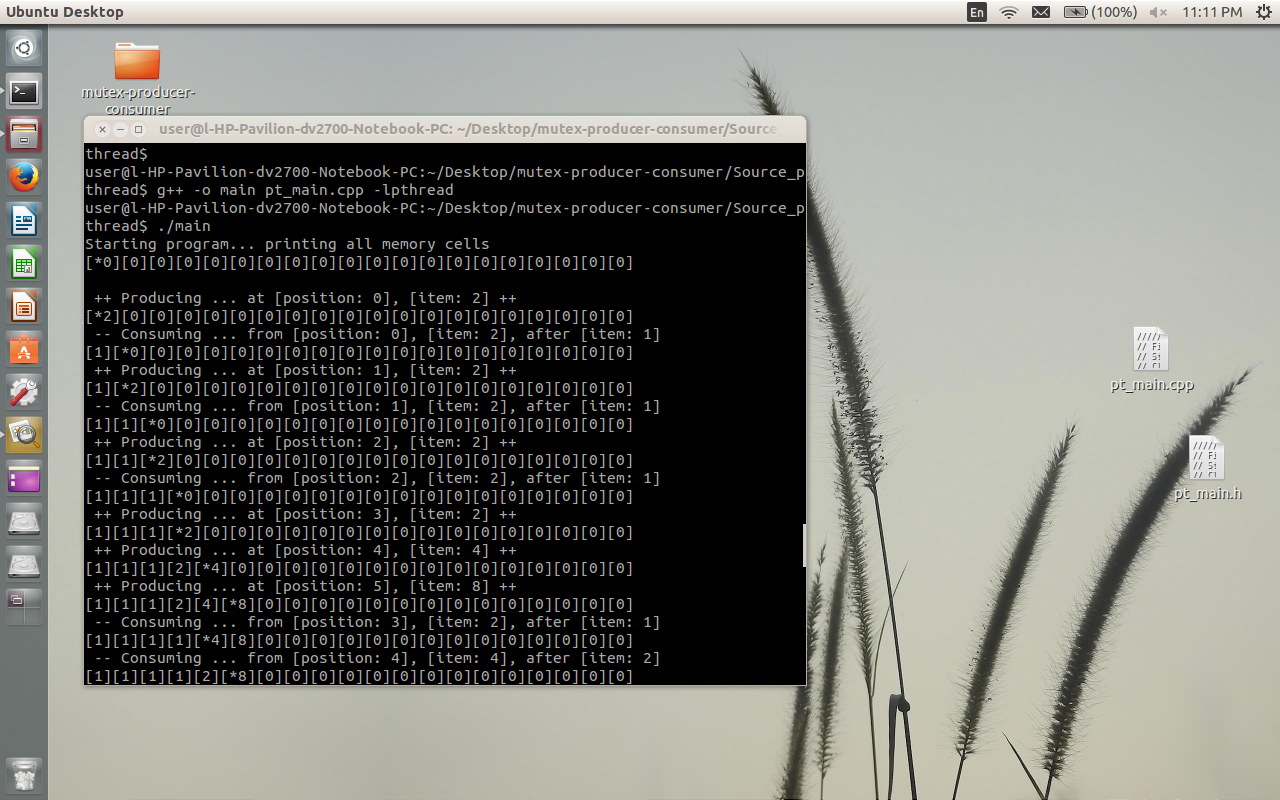 Ubuntu Desktop
En
(100%)
11:11 PM
mutex-producer-
consumer
user@l-HP-Pavilion-dv2700-Notebook-PC: ~/Desktop/mutex-producer-consumer/Source_
thread$
user@l-HP-Pavilion-dv2700-Notebook-PC:~/Desktop/mutex-producer-consumer/Source_p
thread$ g++ -o main pt_main.cpp -lpthread
user@l-HP-Pavilion-dv2700-Notebook-PC:~/Desktop/mutex-producer-consumer/Source_p
thread$ ./main
Starting program... printing all memory cells
[*0][0][0][0][0][0][0][0][0][0][0][0][0][0][0][0][0][0][0][0]
++ Producing ... at [position: 0], [item: 2] ++
[*2][0][0][0][0][0][0][0][0][0][0][0][0][0][0][0][0][0][0][0]
-- Consuming ... from [position: 0], [item: 2], after [item: 1]
[1][*0][0][0][0][0][0][0][0][0][0][0][0][0][0][0][0][0][0][0]
++ Producing ... at [position: 1], [item: 2] ++
[1][*2][0][0][0][0][0][0][0][0][0][0][0][0][0][0][0][0][0][0]
-- Consuming ... from [position: 1], [item: 2], after [item: 1]
[1][1][*0][0][0][0][0][0][0][0][0][0][0][0][0][0][0][0][0][0]
++ Producing ... at [position: 2], [item: 2] ++
[1][1][*2][0][0][0][0][0][0][0][0][0][0][0][0][0][0][0][0][0]
-- Consuming ... from [position: 2], [item: 2], after [item: 1]
[1][1][1][*0][0][0][0][0][0][0][0][0][0][0][0][0][0][0][0][0]
++ Producing ... at [position: 3], [item: 2] ++
[1][1][1][*2][0][0][0][0][0][0][0][0][0][0][0][0][0][0][0][0]
++ Producing ... at [position: 4], [item: 4] ++
[1][1][1][2][*4][0][0][0][0][0][0][0][0][0][0][0][0][0][0][0]
++ Producing ... at [position: 5], [item: 8] ++
[1][1][1][2][4][*8][0][0][0][0][0][0][0][0][0][0][0][0][0][0]
-- Consuming ... from [position: 3], [item: 2], after [item: 1]
[1][1][1][1][*4][8][0][0][0][0][0][0][0][0][0][0][0][0][0][0]
-- Consuming ... from [position: 4], [item: 4], after [item: 2]
[1][1][1][1][2][*8][0][0][0][0][0][0][0][0][0][0][0][0][0][0]
/////
// Fi
// St
// Cl
pt_main.cpp
/////
// Fi
// St
// Cl
pt_main.h